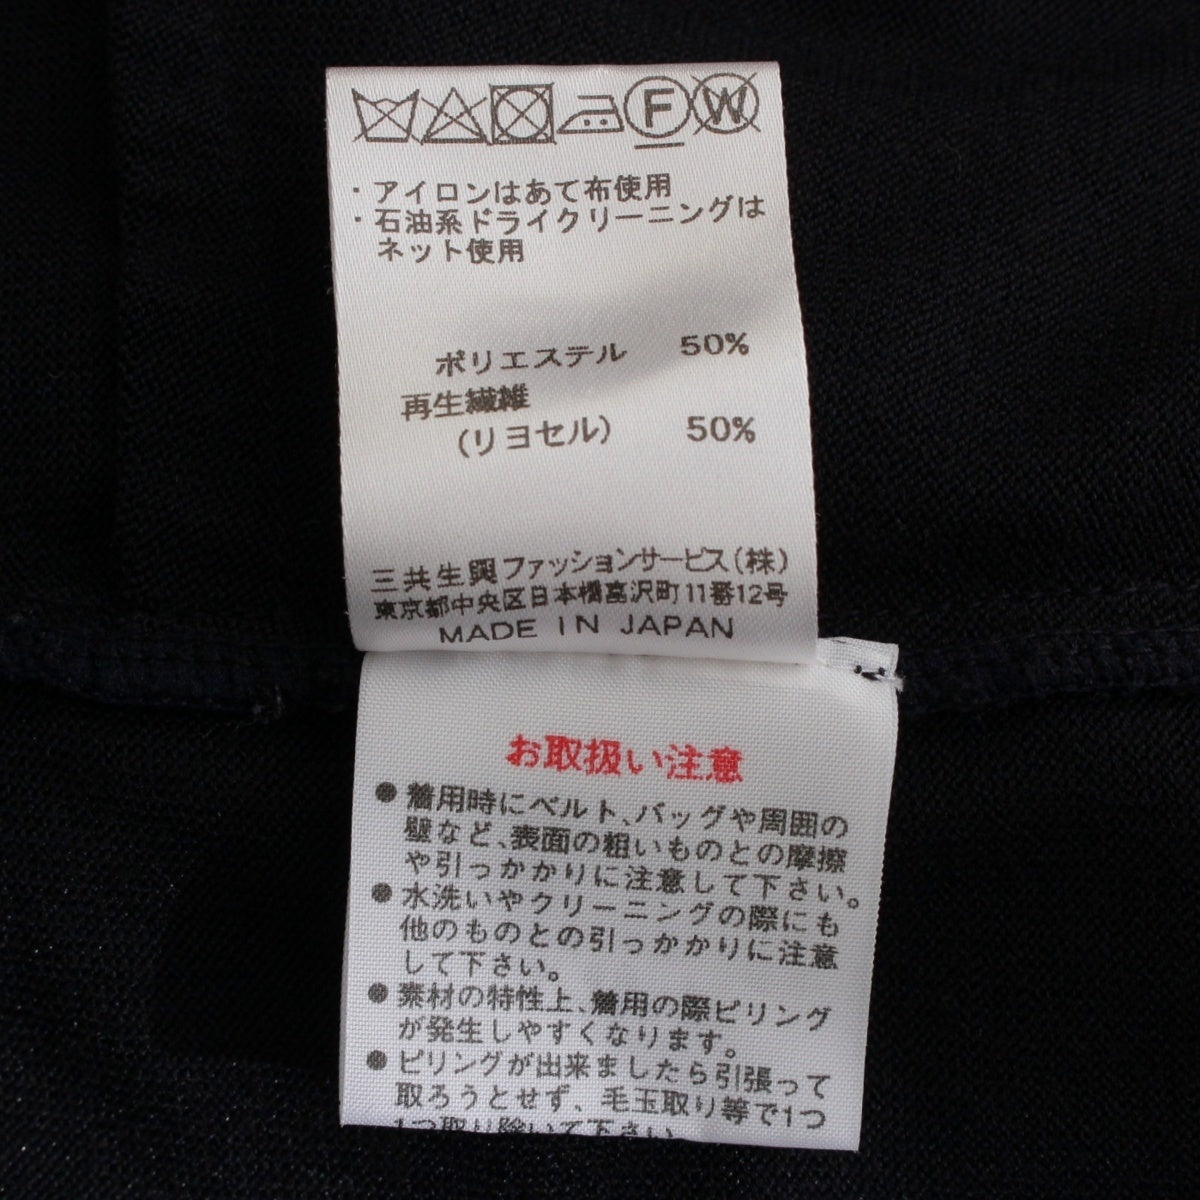 F W
・アイロンはあて布使用
・石油系ドライクリーニングは
ネット使用
ポリエステル 50%
再生繊維
(リヨセル) 50%
三共生興ファッションサービス(株)
東京都中央区日本橋富沢町11番12号
MADE IN JAPAN
お取扱い注意
●着用時にベルト、バッグや周囲の
壁など、表面の粗いものとの摩擦
や引っかかりに注意して下さい。
●水洗いやクリーニングの際にも
他のものとの引っかかりに注意
して下さい。
●素材の特性上、着用の際ピリング
が発生しやすくなります。
●ピリングが出来ましたら引張って
取ろうとせず、毛玉取り等で1つ
1つ取り除いて下さい。